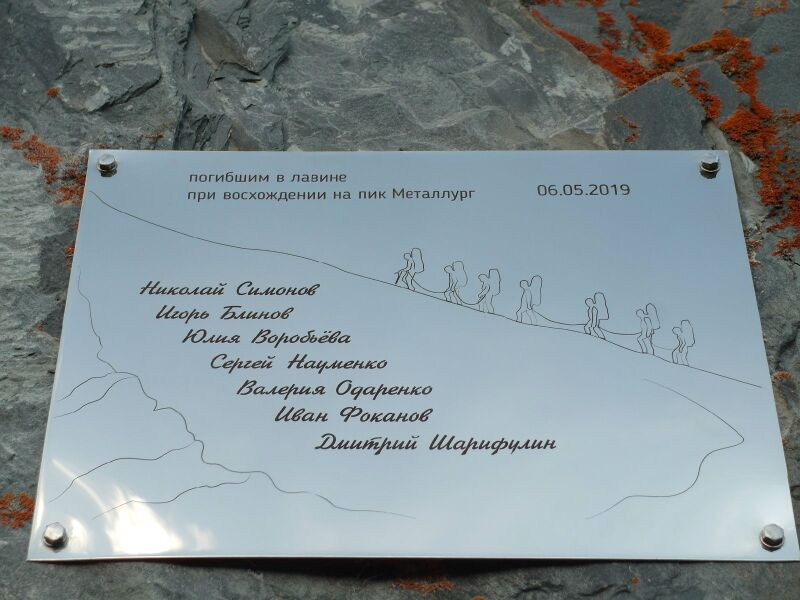 погибшим в лавине
при восхождении на пик Металлург 06.05.2019
Николай Симонов
Игорь Блинов
Юлия Воробьёва
Сергей Науменко
Валерия Одаренко
Иван Фоканов
Дмитрий Шарифулин